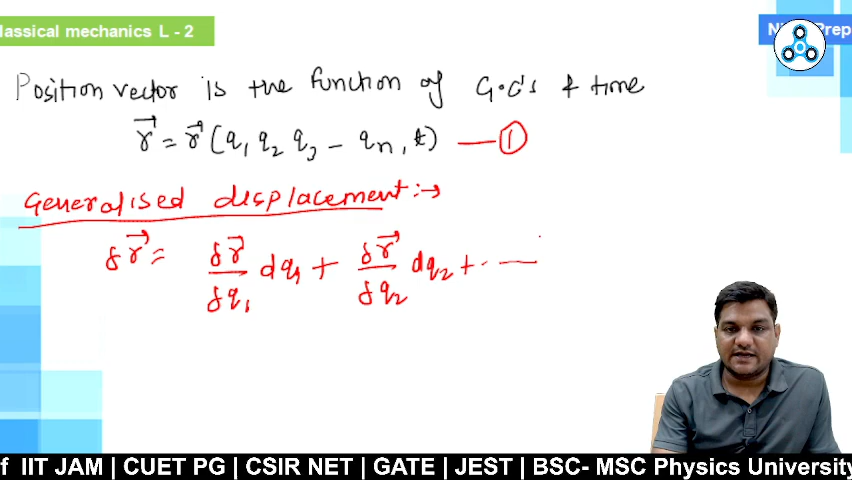 lassical mechanics L - 2
Position vector is the function of G.C's & time
r⃗ = r⃗ (q₁ q₂ q₃ – qₙ, t) —— ①
Generalised displacement:→
δr⃗ = δr⃗/δq₁ dq₁ + δr⃗/δq₂ dq₂ + .. —
f IIT JAM | CUET PG | CSIR NET | GATE | JEST | BSC- MSC Physics University